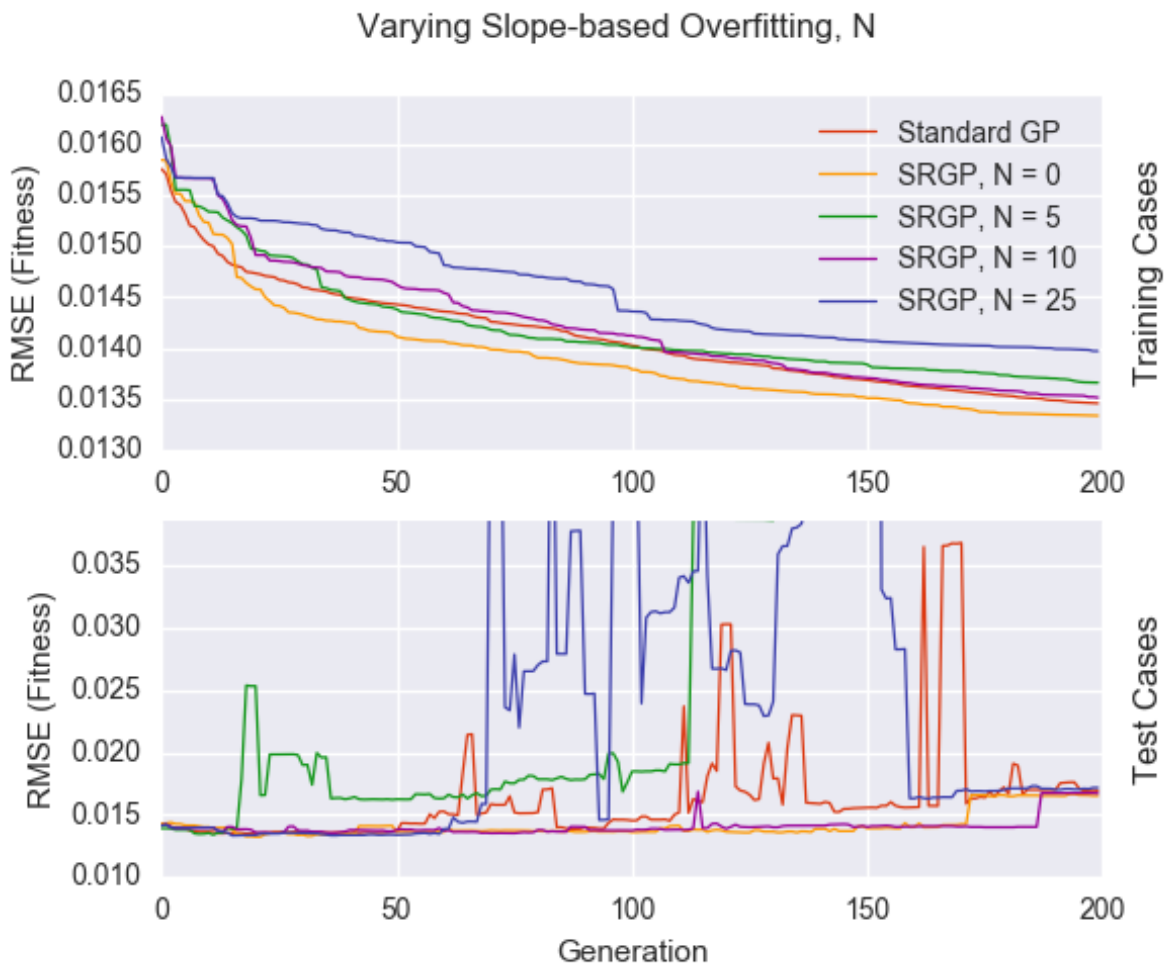 Varying Slope-based Overfitting, N
RMSE (Fitness)
0.0165
0.0160
0.0155
0.0150
0.0145
0.0140
0.0135
0.0130
0
50
100
150
200
Standard GP
SRGP, N = 0
SRGP, N = 5
SRGP, N = 10
SRGP, N = 25
Training Cases
RMSE (Fitness)
0.035
0.030
0.025
0.020
0.015
0.010
0
50
100
150
200
Generation
Test Cases